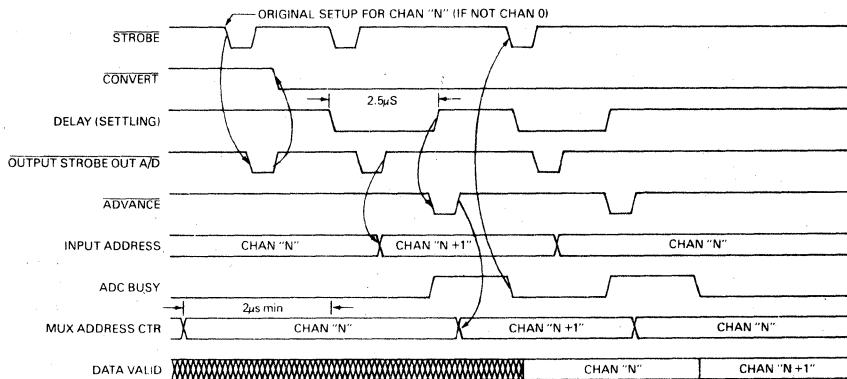 ORIGINAL SETUP FOR CHAN "N" (IF NOT CHAN 0)
STROBE
CONVERT
2.5µS
DELAY (SETTLING)
OUTPUT STROBE OUT A/D
ADVANCE
INPUT ADDRESS
CHAN "N"
CHAN "N +1"
CHAN "N"
ADC BUSY
2µs min
MUX ADDRESS CTR
CHAN "N"
CHAN "N +1"
CHAN "N"
DATA VALID
CHAN "N"
CHAN "N +1"